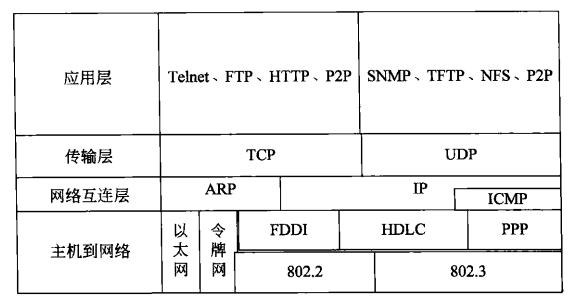 应用层
Telnet、FTP、HTTP、P2P
SNMP、TFTP、NFS、P2P
传输层
TCP
UDP
网络互连层
ARP
IP
ICMP
主机到网络
以太网
令牌网
FDDI
HDLC
PPP
802.2
802.3